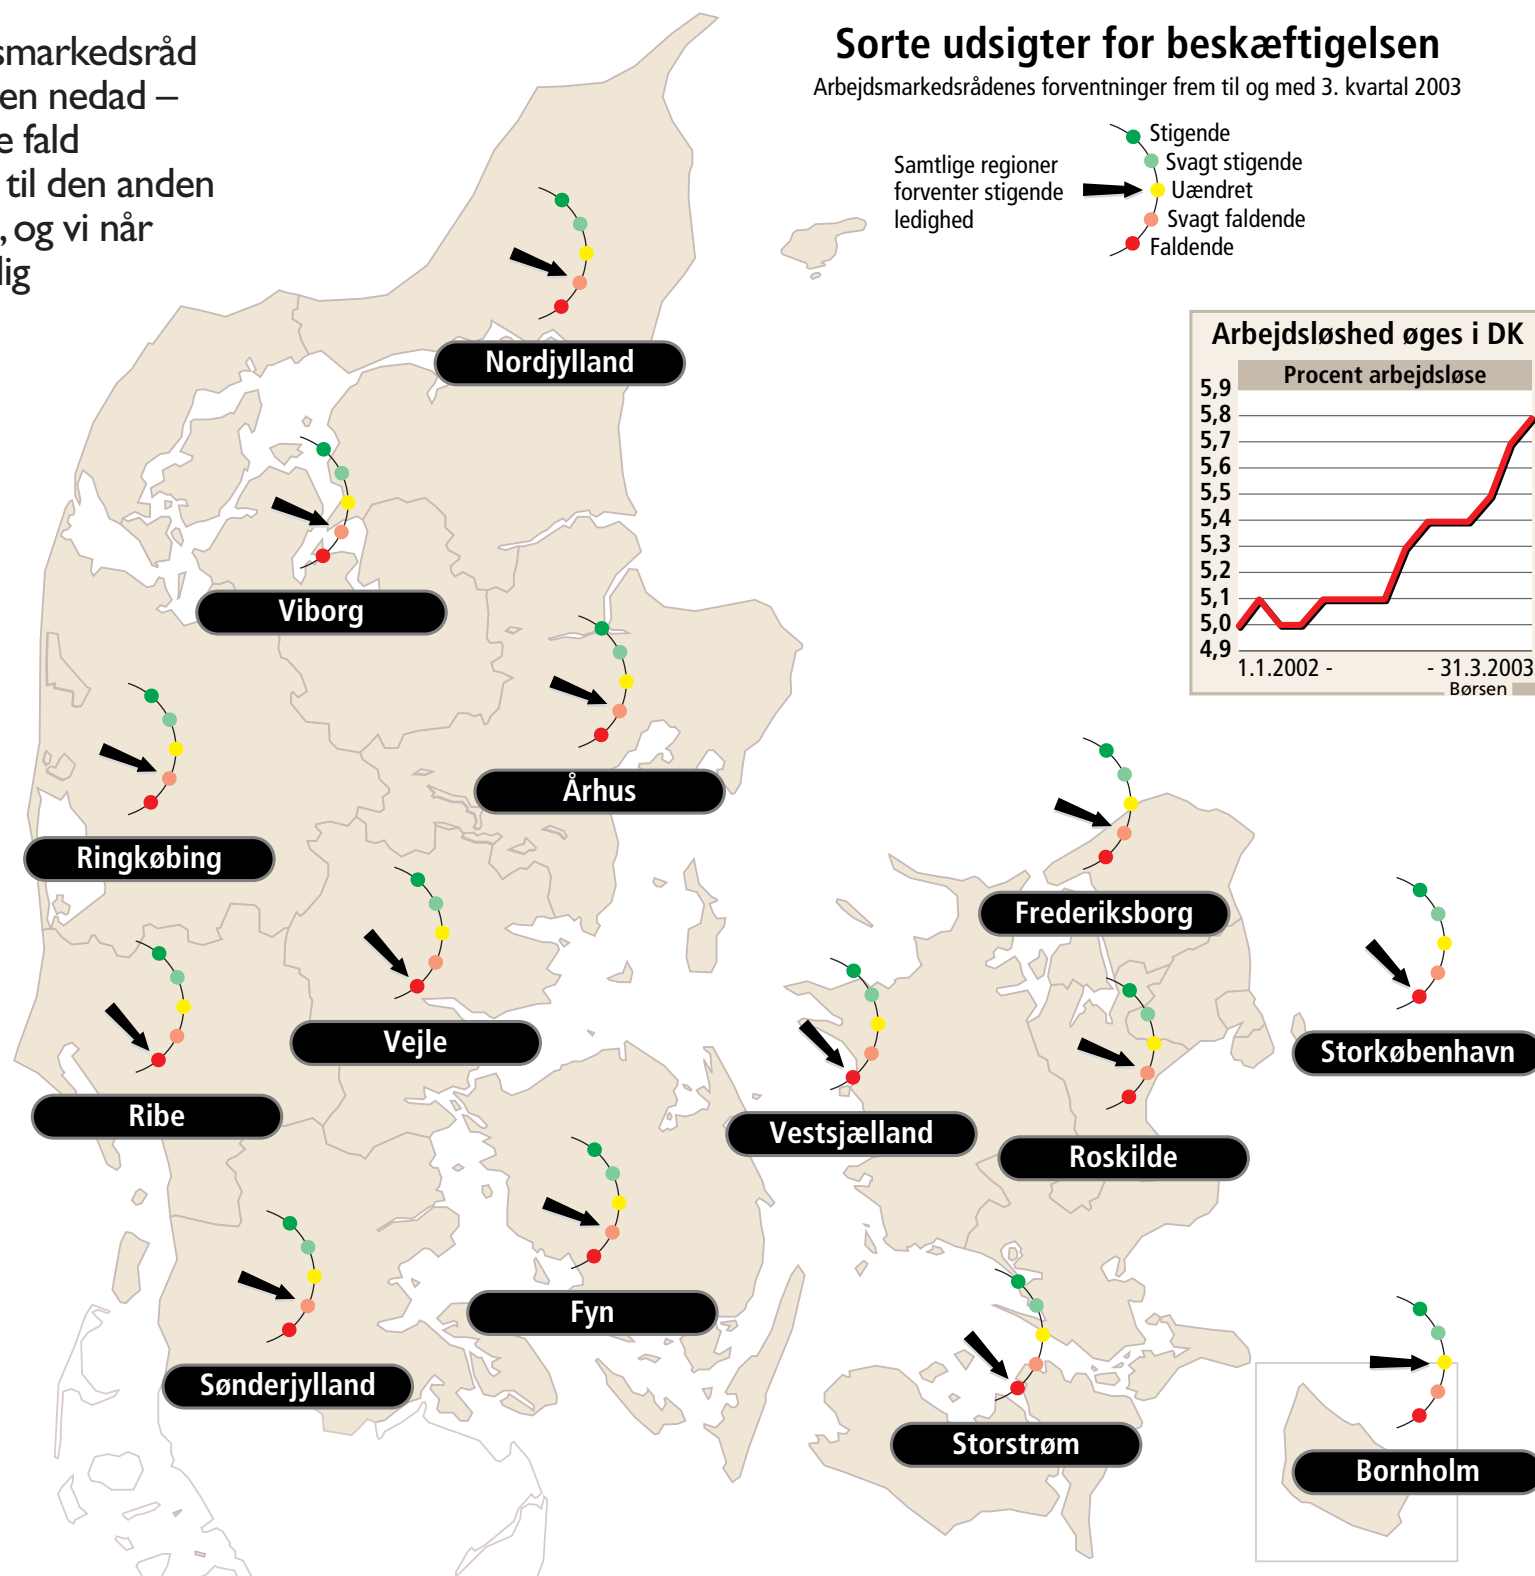 smarkedsråd
en nedad –
e fald
til den anden
, og vi når
lig
Sorte udsigter for beskæftigelsen
Arbejdsmarkedsrådenes forventninger frem til og med 3. kvartal 2003
Samtlige regioner
forventer stigende
ledighed
Stigende
Svagt stigende
Uændret
Svagt faldende
Faldende
Arbejdsløshed øges i DK
Procent arbejdsløse
5,9
5,8
5,7
5,6
5,5
5,4
5,3
5,2
5,1
5,0
4,9
1.1.2002 -
- 31.3.2003
Børsen
Nordjylland
Viborg
Århus
Ringkøbing
Frederiksborg
Vejle
Storkøbenhavn
Ribe
Vestsjælland
Roskilde
Fyn
Sønderjylland
Storstrøm
Bornholm